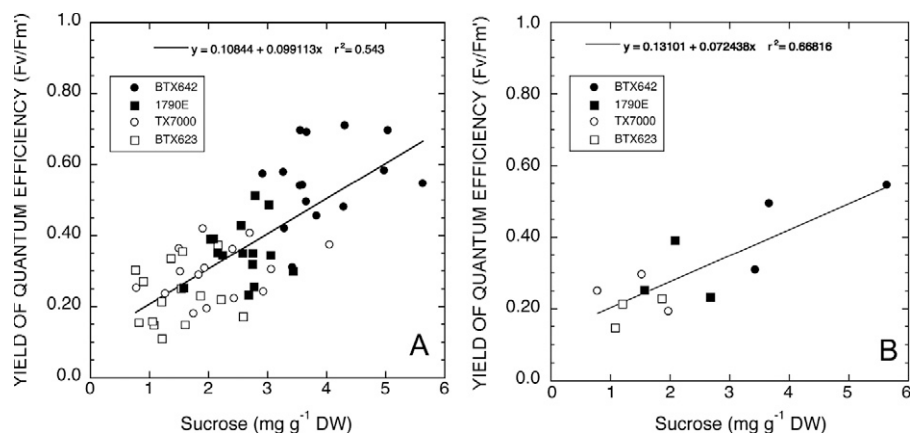 y = 0.10844 + 0.099113x r²= 0.543
BTX642
1790E
TX7000
BTX623
YIELD OF QUANTUM EFFICIENCY (Fv/Fm')
1.0
0.80
0.60
0.40
0.20
0.0
0 1 2 3 4 5 6
Sucrose (mg g⁻¹ DW)
A
y = 0.13101 + 0.072438x r²= 0.66816
BTX642
1790E
TX7000
BTX623
YIELD OF QUANTUM EFFICIENCY (Fv/Fm')
1.0
0.80
0.60
0.40
0.20
0.0
0 1 2 3 4 5 6
Sucrose (mg g⁻¹ DW)
B